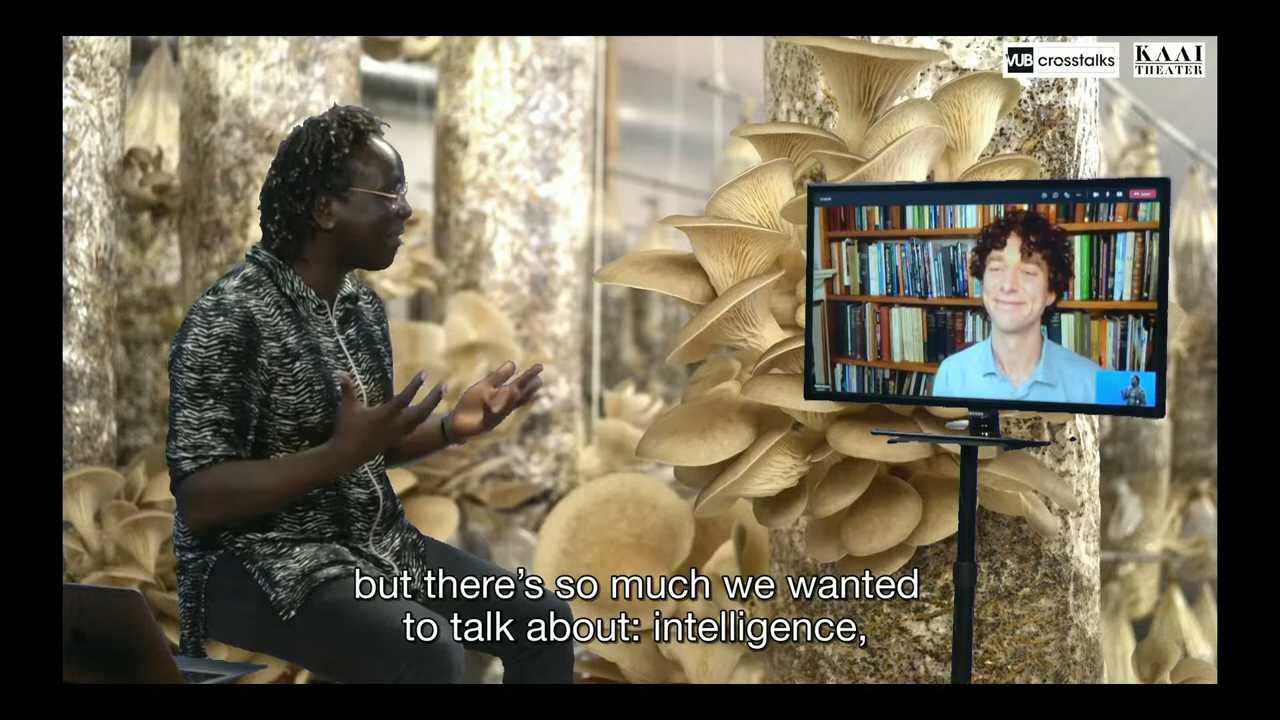 VUB crosstalks
KAAI
THEATER
but there's so much we wanted
to talk about: intelligence,